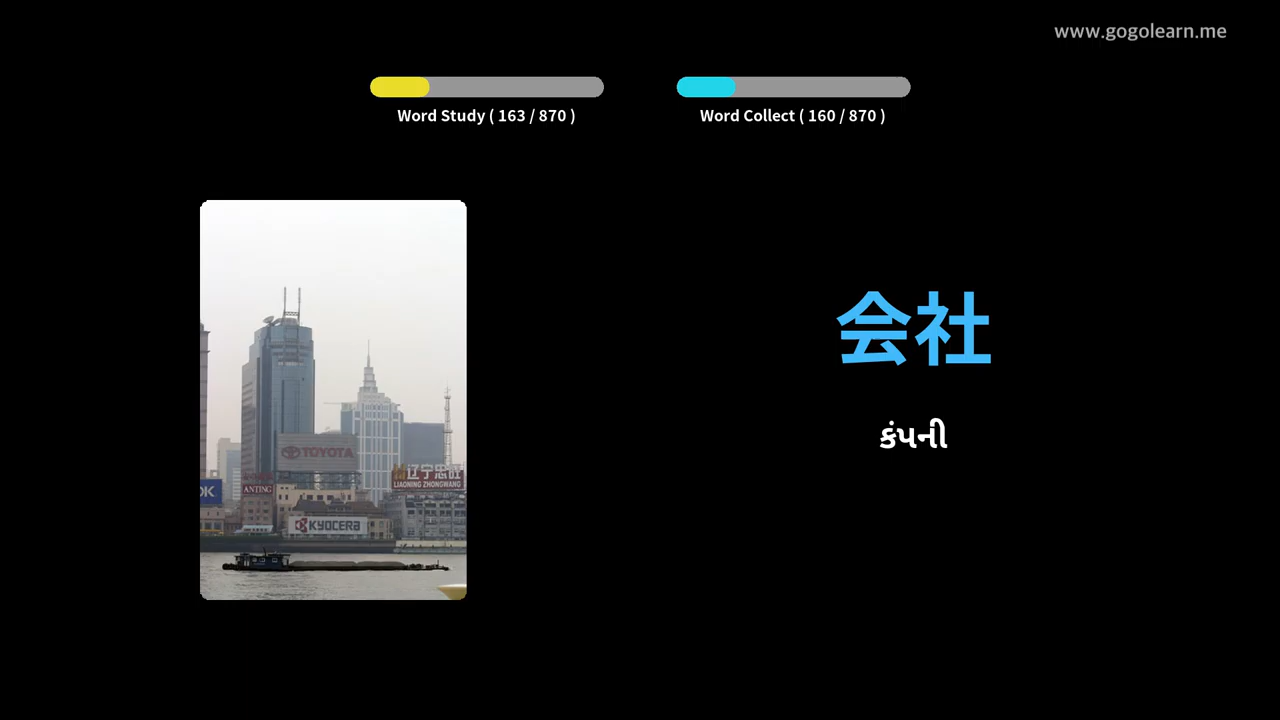 www.gogolearn.me
Word Study ( 163 / 870 )
Word Collect ( 160 / 870 )
会社
કંપની
TOYOTA
辽宁忠旺
LIAONING ZHONGWANG
OK
ANTING
KYOCERA